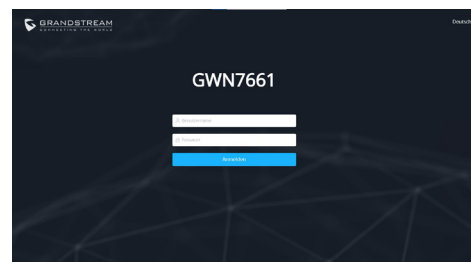 GRANDSTREAM
CONNECTING THE WORLD
Deutsch
GWN7661
Benutzername
Passwort
Anmelden